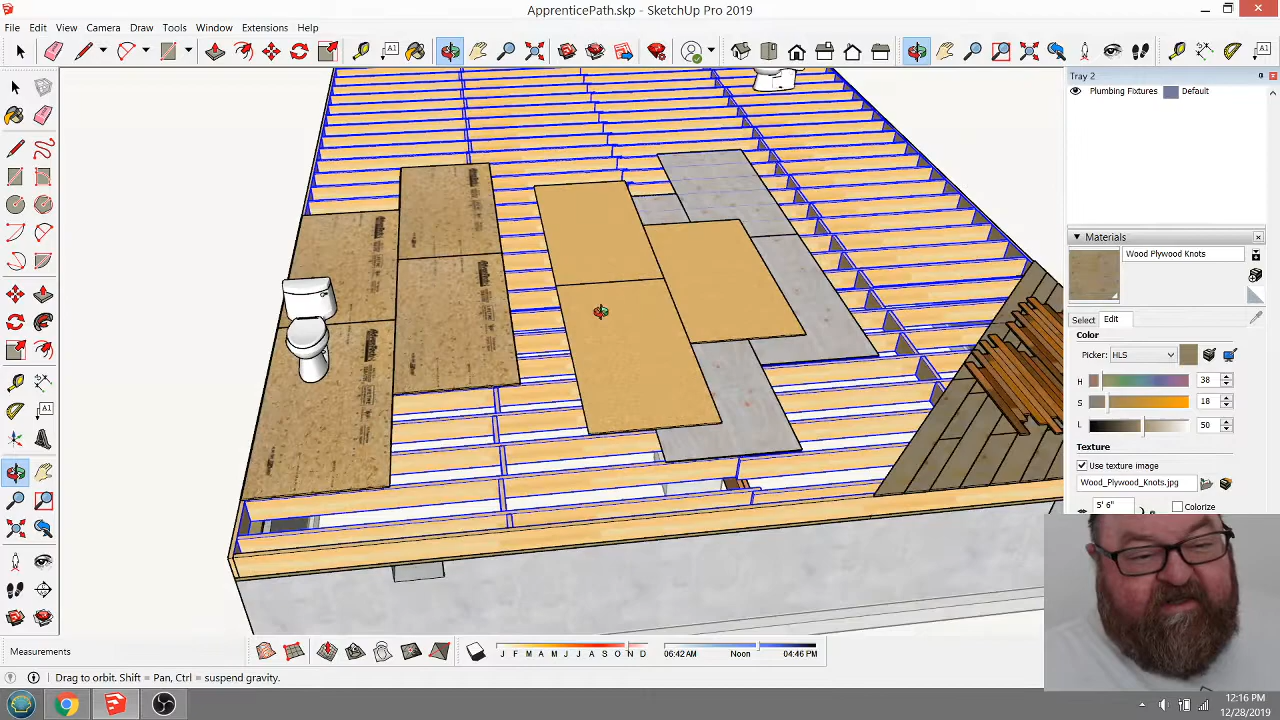 ApprenticePath.skp - SketchUp Pro 2019
File Edit View Camera Draw Tools Window Extensions Help
Tray 2
Plumbing Fixtures Default
Materials
Wood Plywood Knots
Select Edit
Color
Picker: HLS
H 38
S 18
L 50
Texture
Use texture image
Wood_Plywood_Knots.jpg
5' 6" Colorize
Measurements
J F M A M J J A S O N D
06:42 AM Noon 04:46 PM
Drag to orbit. Shift = Pan, Ctrl = suspend gravity.
12:16 PM
12/28/2019